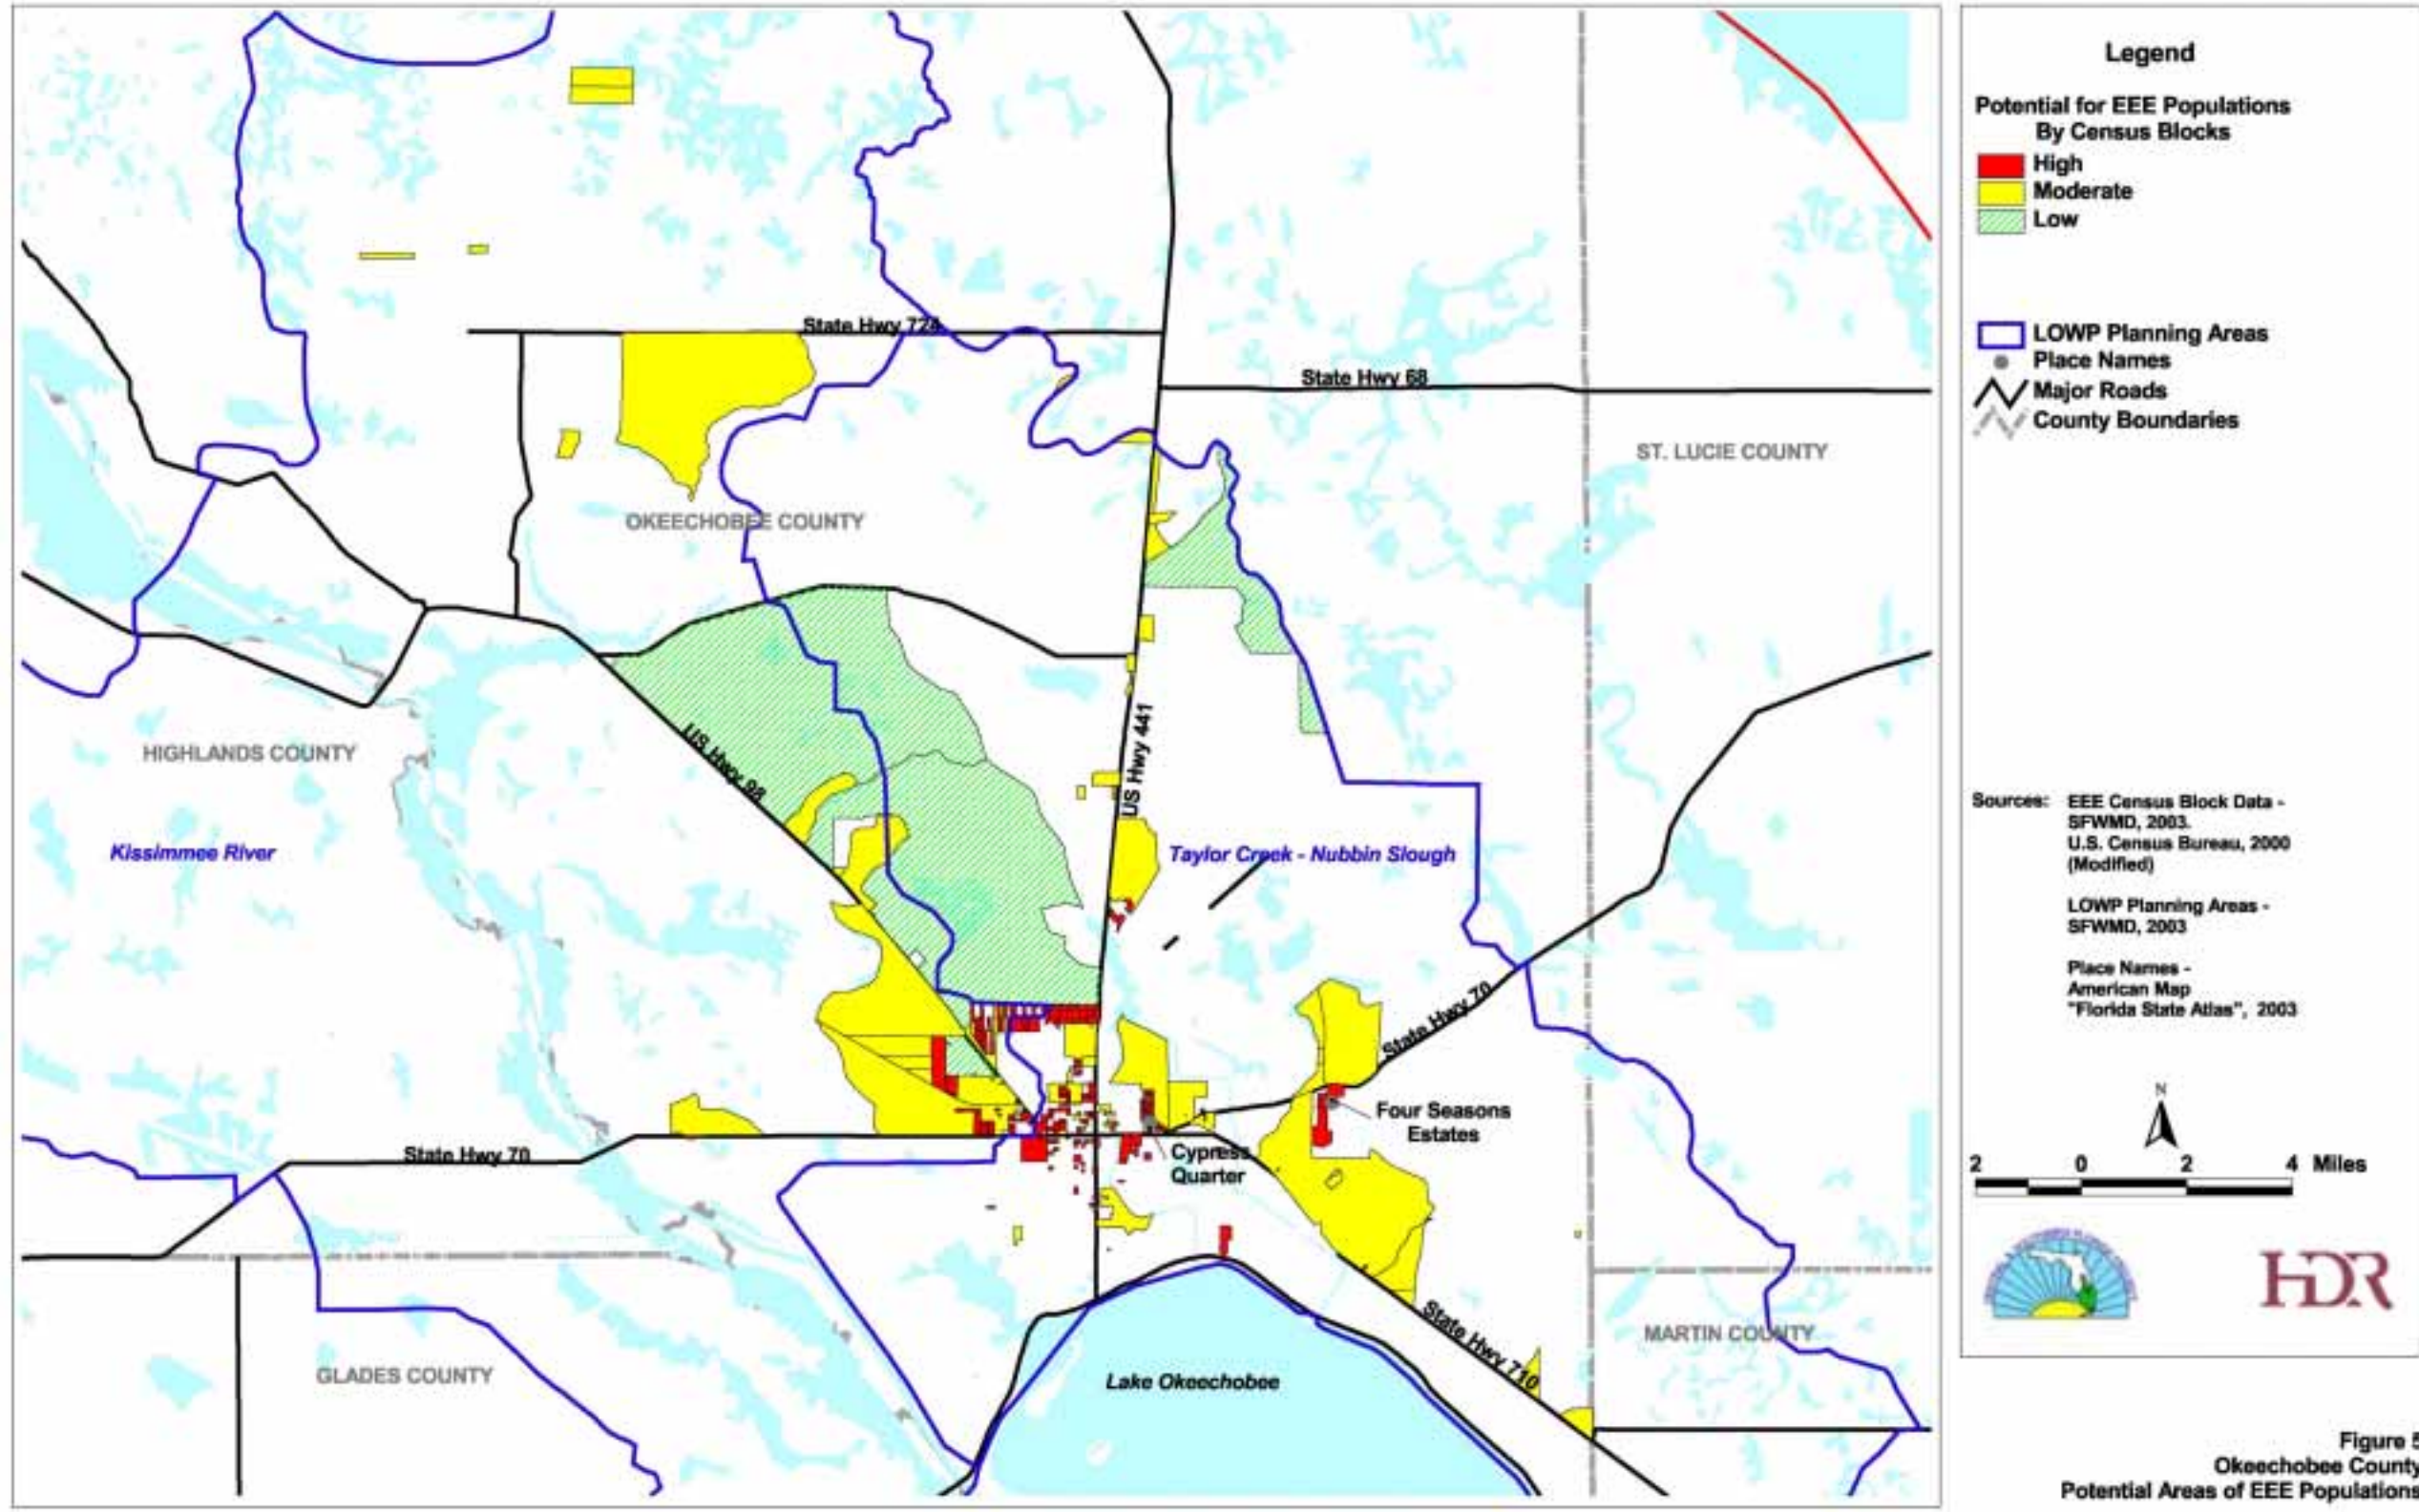 State Hwy 724
State Hwy 68
ST. LUCIE COUNTY
OKEECHOBEE COUNTY
HIGHLANDS COUNTY
US Hwy 98
US Hwy 441
Kissimmee River
Taylor Creek - Nubbin Slough
State Hwy 70
Four Seasons
Estates
State Hwy 70
Cypress
Quarter
GLADES COUNTY
Lake Okeechobee
State Hwy 710
MARTIN COUNTY
Legend
Potential for EEE Populations
By Census Blocks
High
Moderate
Low
LOWP Planning Areas
Place Names
Major Roads
County Boundaries
Sources: EEE Census Block Data -
SFWMD, 2003.
U.S. Census Bureau, 2000
(Modified)
LOWP Planning Areas -
SFWMD, 2003
Place Names -
American Map
"Florida State Atlas", 2003
N
2 0 2 4 Miles
HDR
Figure 5
Okeechobee County
Potential Areas of EEE Populations